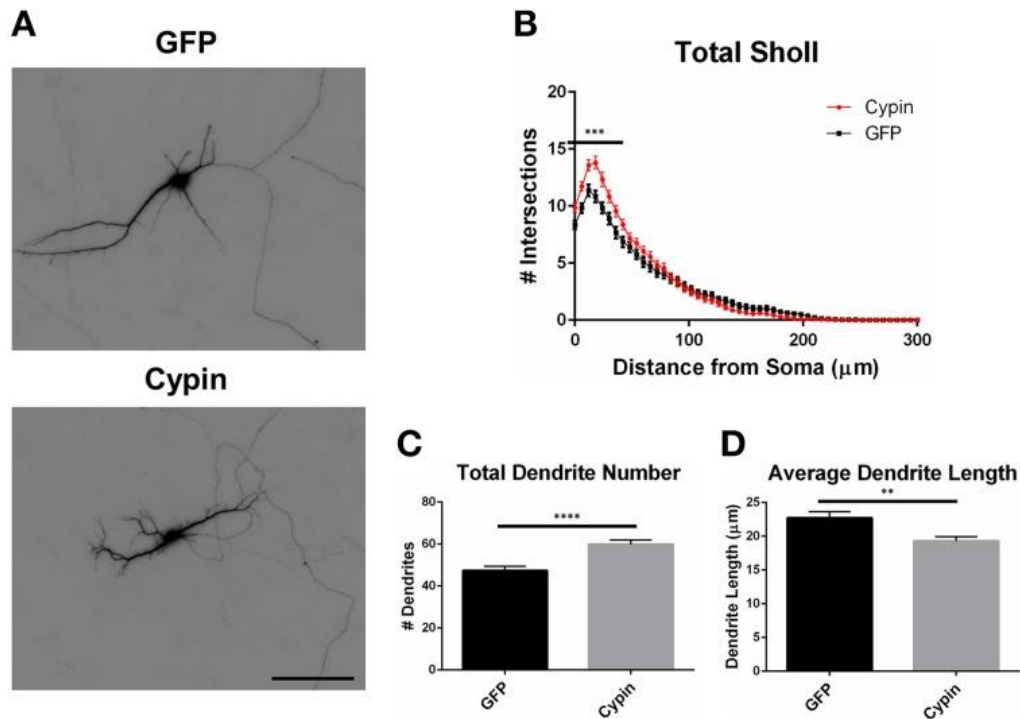 A
GFP
Cypin
B
Total Sholl
20
15
10
5
0
# Intersections
***
Cypin
GFP
0
100
200
300
Distance from Soma (μm)
C
Total Dendrite Number
80
60
40
20
0
# Dendrites
****
GFP
Cypin
D
Average Dendrite Length
25
20
15
10
5
0
Dendrite Length (μm)
**
GFP
Cypin